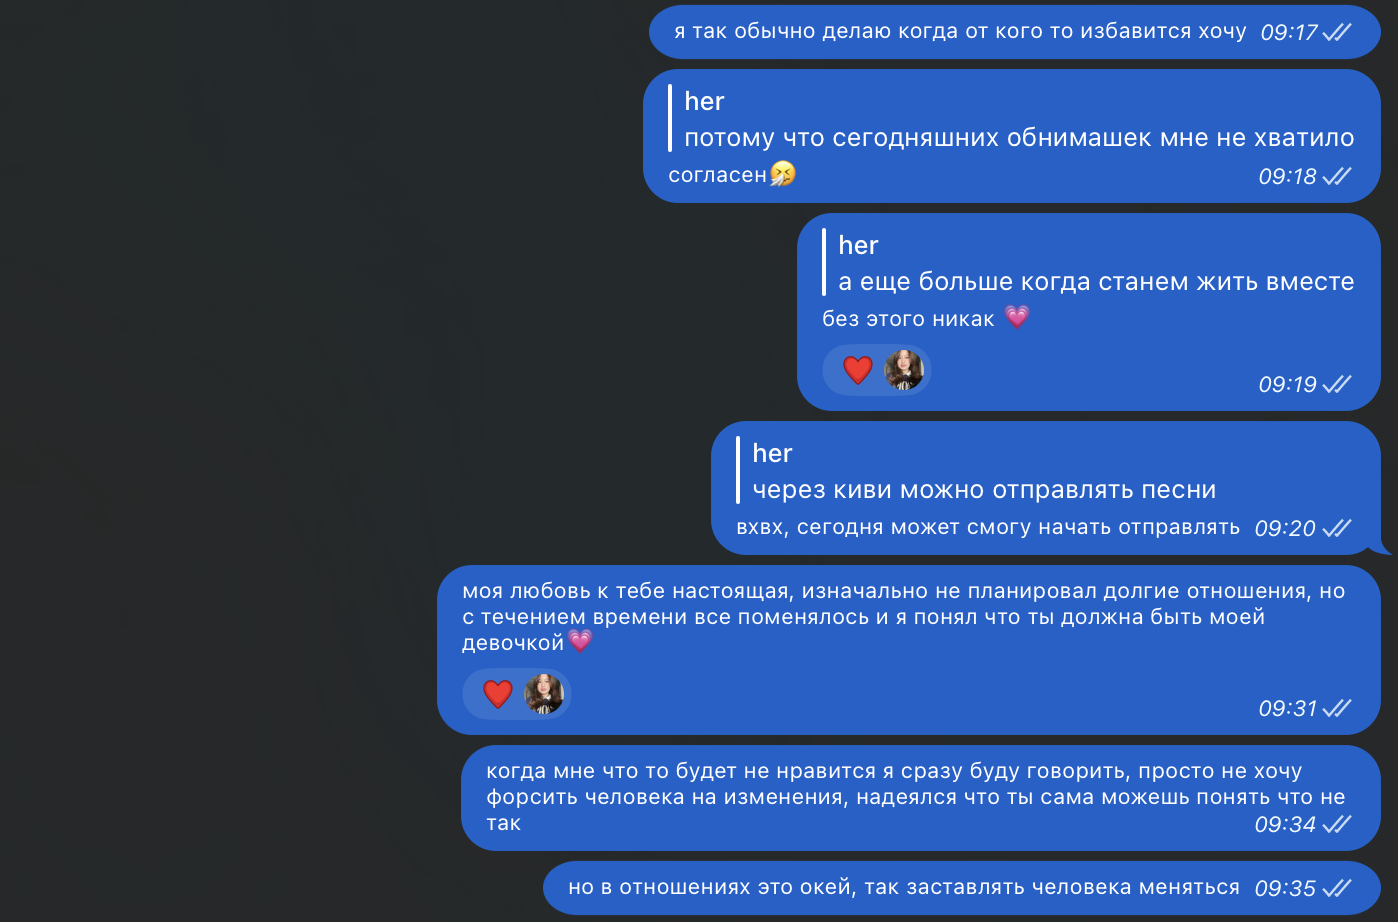 я так обычно делаю когда от кого то избавится хочу 09:17
her
потому что сегодняшних обнимашек мне не хватило
согласен🤧 09:18
her
а еще больше когда станем жить вместе
без этого никак 💗
❤️ 09:19
her
через киви можно отправлять песни
вхвх, сегодня может смогу начать отправлять 09:20
моя любовь к тебе настоящая, изначально не планировал долгие отношения, но
с течением времени все поменялось и я понял что ты должна быть моей
девочкой💗
❤️ 09:31
когда мне что то будет не нравится я сразу буду говорить, просто не хочу
форсить человека на изменения, надеялся что ты сама можешь понять что не
так 09:34
но в отношениях это окей, так заставлять человека меняться 09:35